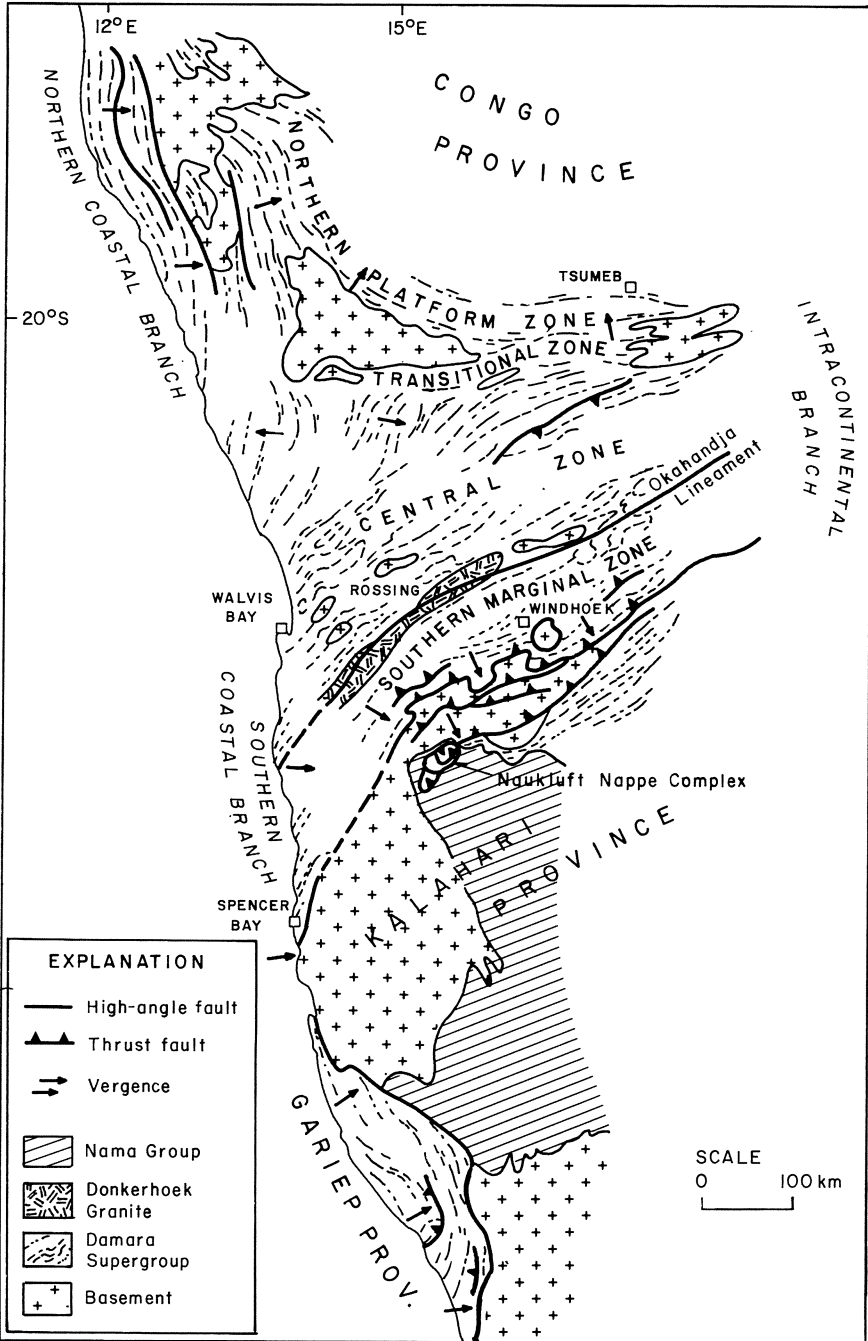 12°E
15°E
CONGO
PROVINCE
NORTHERN COASTAL BRANCH
NORTHERN PLATFORM ZONE
TSUMEB
20°S
TRANSITIONAL ZONE
INTRACONTINENTAL
BRANCH
CENTRAL ZONE
Okahandja
Lineament
WALVIS
BAY
ROSSING
SOUTHERN MARGINAL ZONE
WINDHOEK
SOUTHERN
COASTAL BRANCH
Naukluft Nappe Complex
KALAHARI
PROVINCE
SPENCER
BAY
GARIEP PROV.
EXPLANATION
High-angle fault
Thrust fault
Vergence
Nama Group
Donkerhoek
Granite
Damara
Supergroup
Basement
SCALE
0 100 km